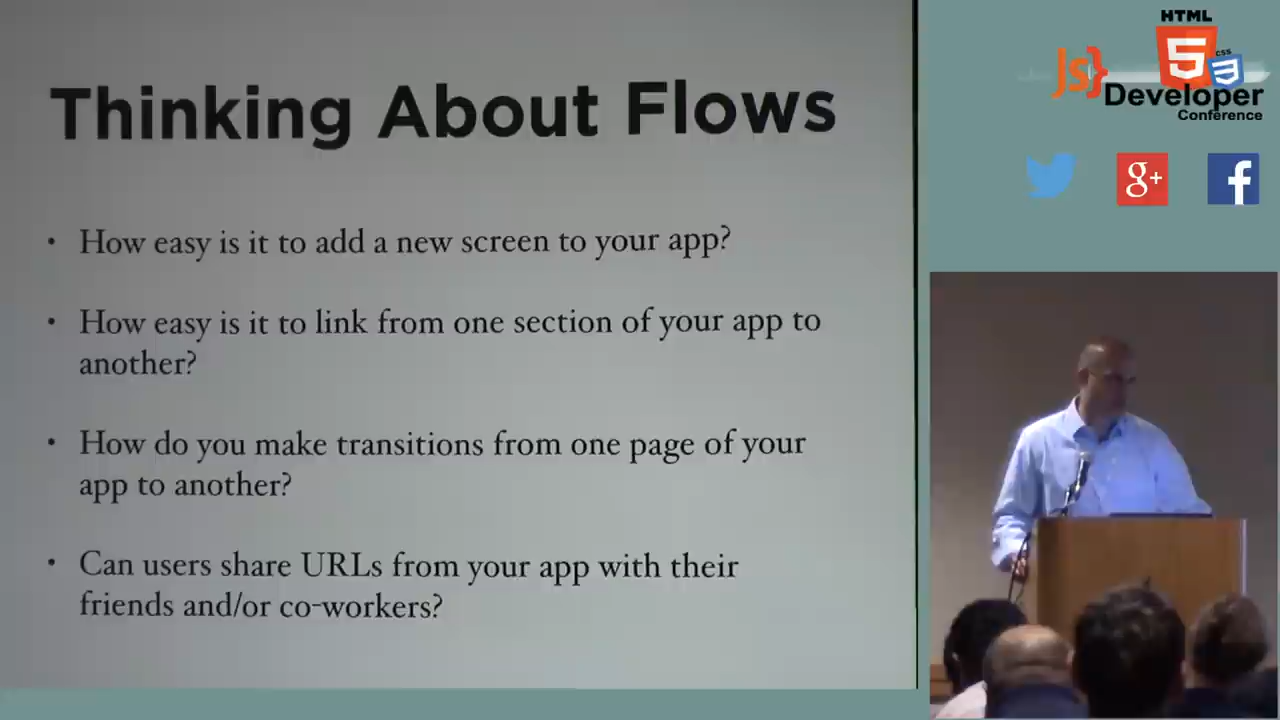 Thinking About Flows
• How easy is it to add a new screen to your app?
• How easy is it to link from one section of your app to
another?
• How do you make transitions from one page of your
app to another?
• Can users share URLs from your app with their
friends and/or co-workers?
HTML
5
CSS
3
JS}
Developer
Conference
g+
f